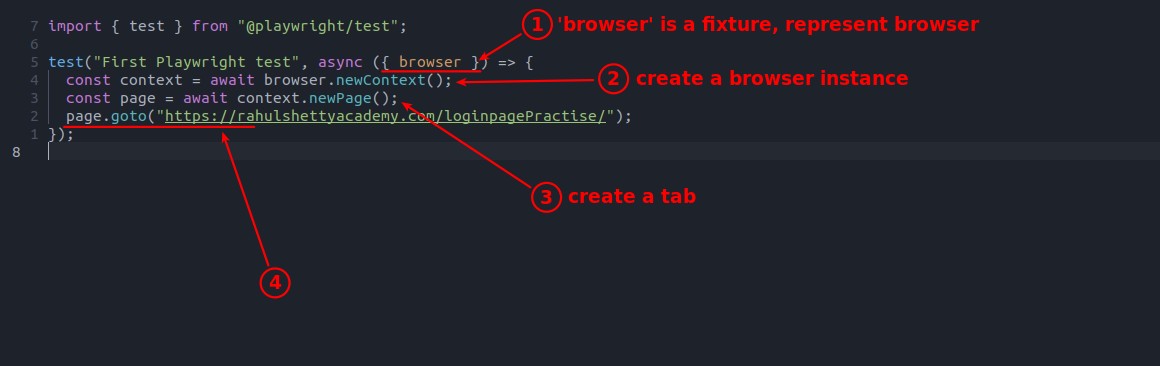 7 import { test } from "@playwright/test"; 1 'browser' is a fixture, represent browser
6
5 test("First Playwright test", async ({ browser }) => {
4 const context = await browser.newContext(); 2 create a browser instance
3 const page = await context.newPage();
2 page.goto("https://rahulshettyacademy.com/loginpagePractise/");
1 });
8
3 create a tab
4